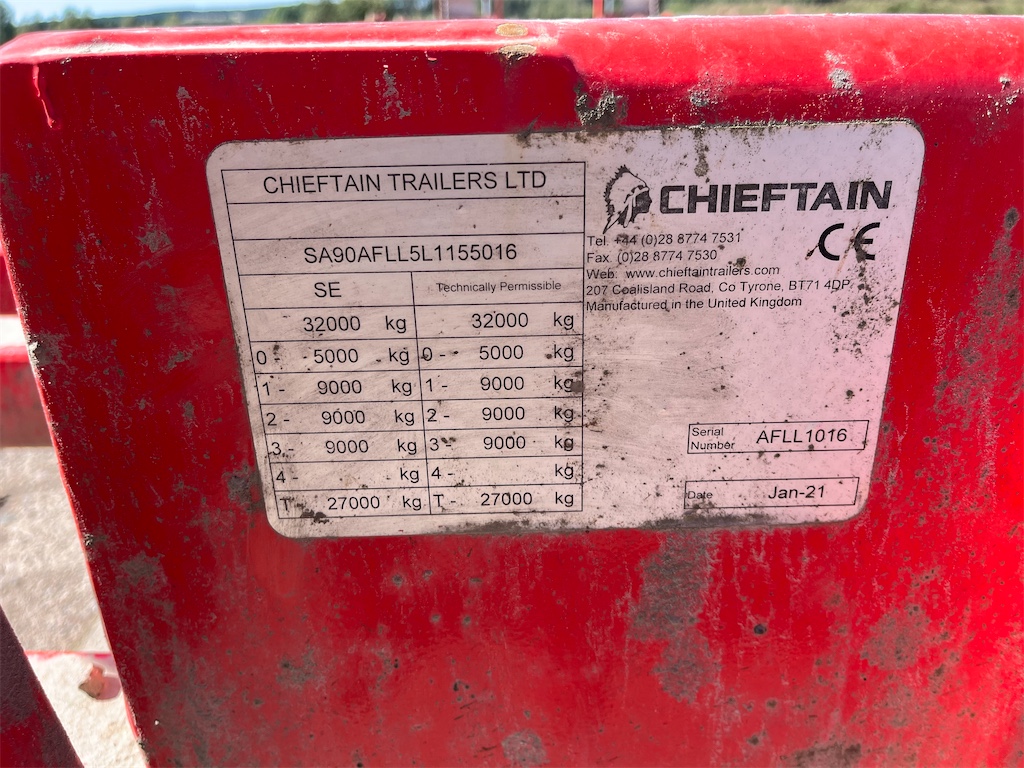 CHIEFTAIN TRAILERS LTD
SA90AFLL5L1155016
SE Technically Permissible
32000 kg 32000 kg
0 - 5000 kg 0 - 5000 kg
1 - 9000 kg 1 - 9000 kg
2 - 9000 kg 2 - 9000 kg
3 - 9000 kg 3 - 9000 kg
4 - kg 4 - kg
T - 27000 kg T - 27000 kg
CHIEFTAIN
CE
Tel. +44 (0)28 8774 7531
Fax. (0)28 8774 7530
Web: www.chieftaintrailers.com
207 Coalisland Road, Co Tyrone, BT71 4DP
Manufactured in the United Kingdom
Serial
Number AFLL1016
Date Jan-21